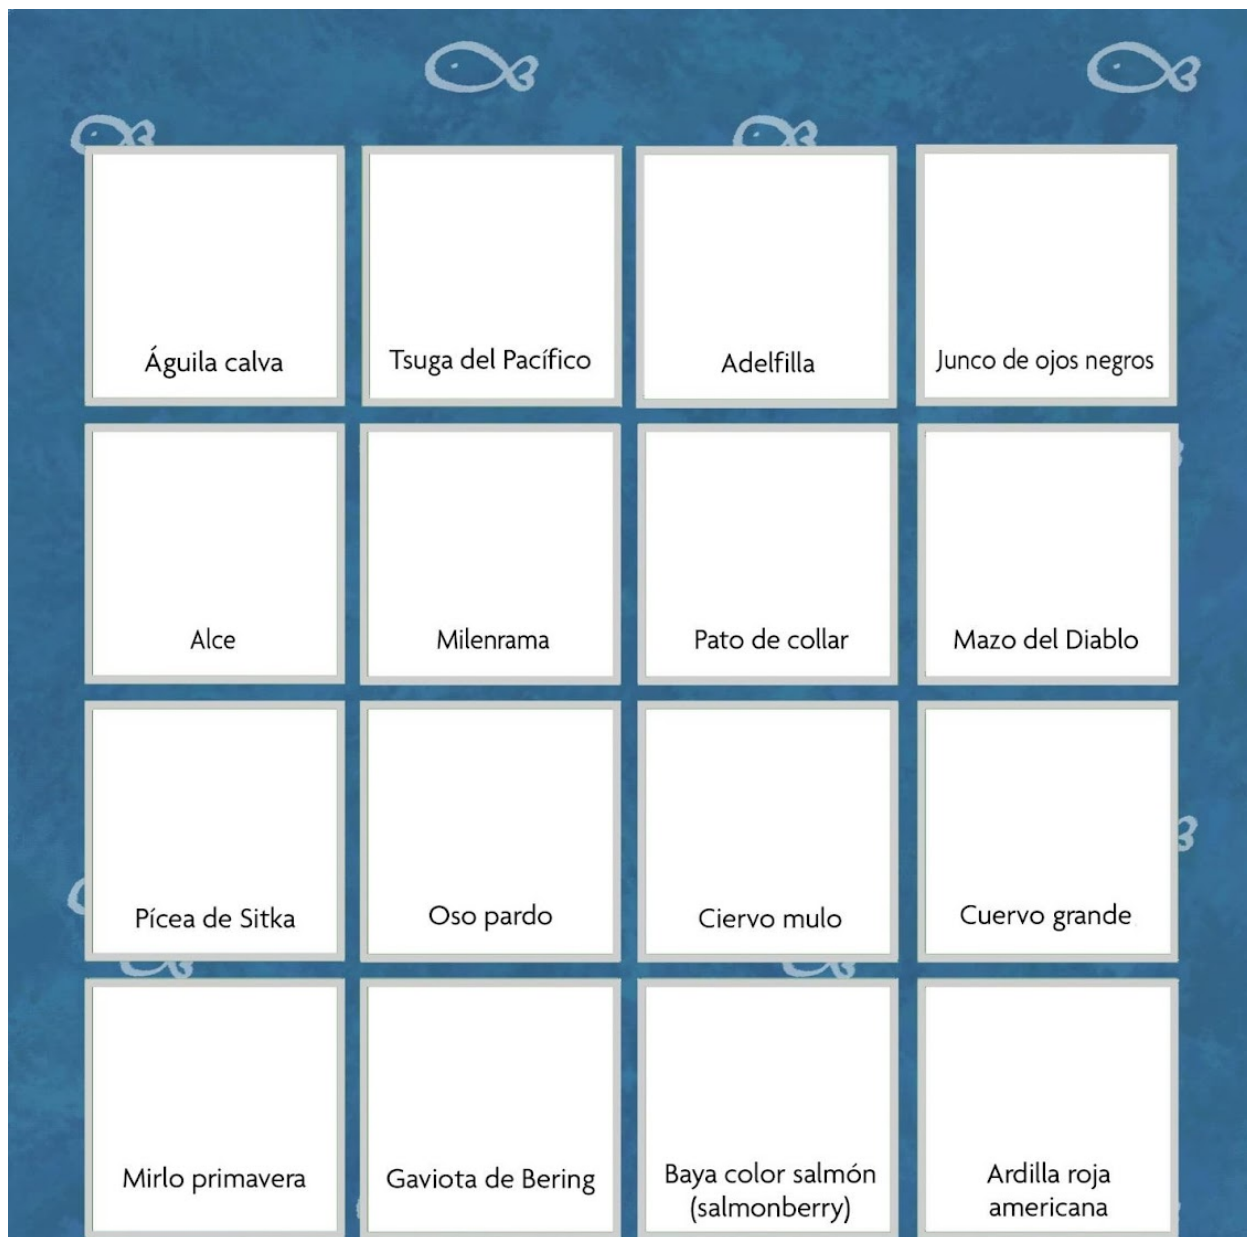 Águila calva
Tsuga del Pacífico
Adelfilla
Junco de ojos negros
Alce
Milenrama
Pato de collar
Mazo del Diablo
Pícea de Sitka
Oso pardo
Ciervo mulo
Cuervo grande
Mirlo primavera
Gaviota de Bering
Baya color salmón
(salmonberry)
Ardilla roja
americana